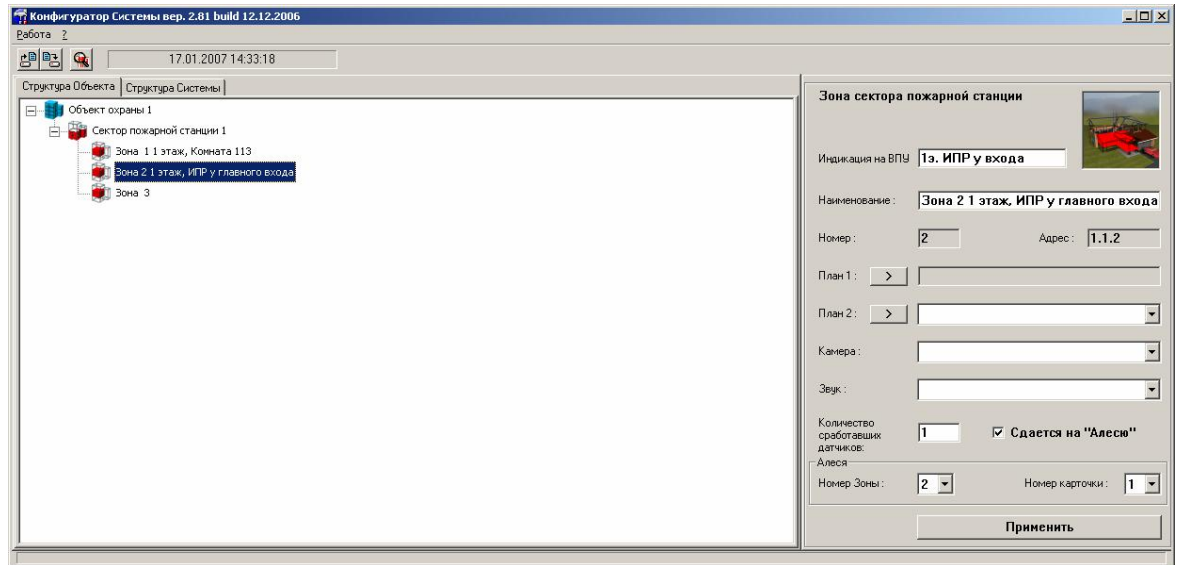 Конфигуратор Системы вер. 2.81 build 12.12.2006
Работа ?
17.01.2007 14:33:18
Структура Объекта Структура Системы
Объект охраны 1
Сектор пожарной станции 1
Зона 1 1 этаж, Комната 113
Зона 2 1 этаж, ИПР у главного входа
Зона 3
Зона сектора пожарной станции
Индикация на ВПУ 1э. ИПР у входа
Наименование : Зона 2 1 этаж, ИПР у главного входа
Номер : 2 Адрес : 1.1.2
План 1 : >
План 2 : >
Камера :
Звук :
Количество
сработавших
датчиков: 1 Сдается на "Алесю"
Алеся
Номер Зоны : 2 Номер карточки : 1
Применить